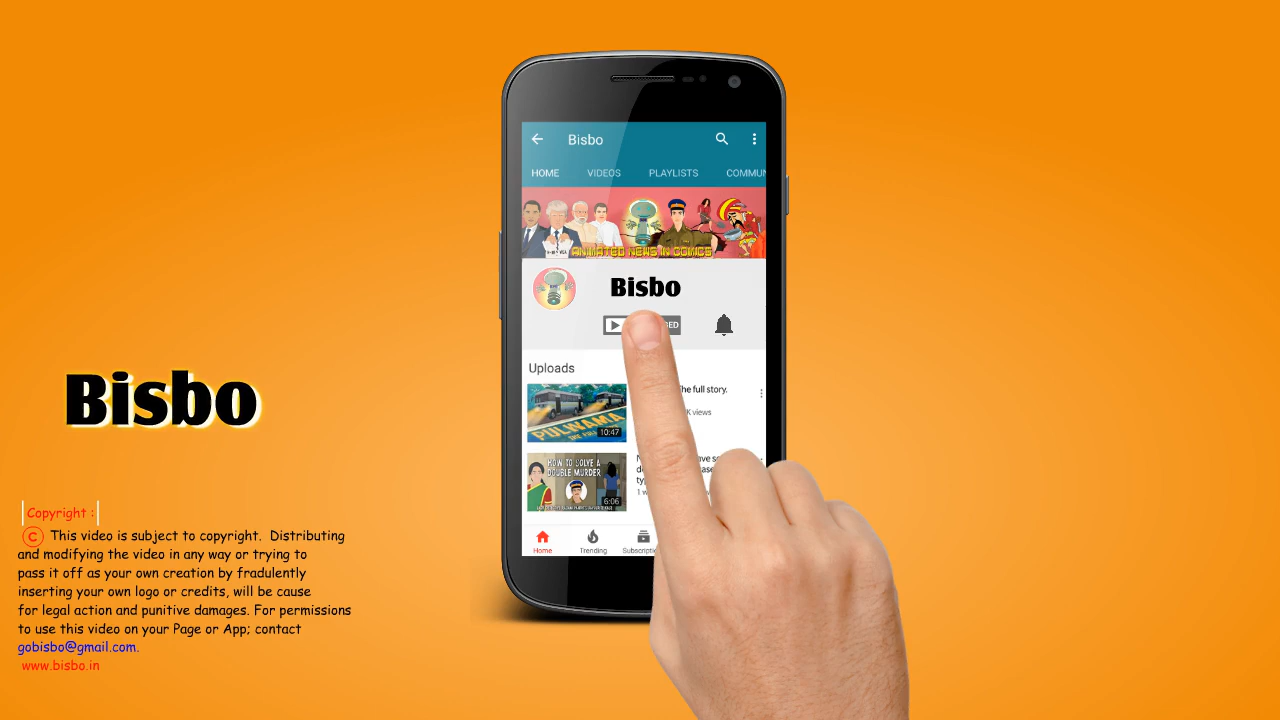 Bisbo
HOME VIDEOS PLAYLISTS COMMUN
ANIMATED NEWS IN COMICS
Bisbo
Uploads
he full story.
K views
PULWAMA
10:47
HOW TO SOLVE A
DOUBLE MURDER
6:06
Home Trending
Bisbo
Copyright :
© This video is subject to copyright. Distributing
and modifying the video in any way or trying to
pass it off as your own creation by fradulently
inserting your own logo or credits, will be cause
for legal action and punitive damages. For permissions
to use this video on your Page or App; contact
gobisbo@gmail.com.
www.bisbo.in